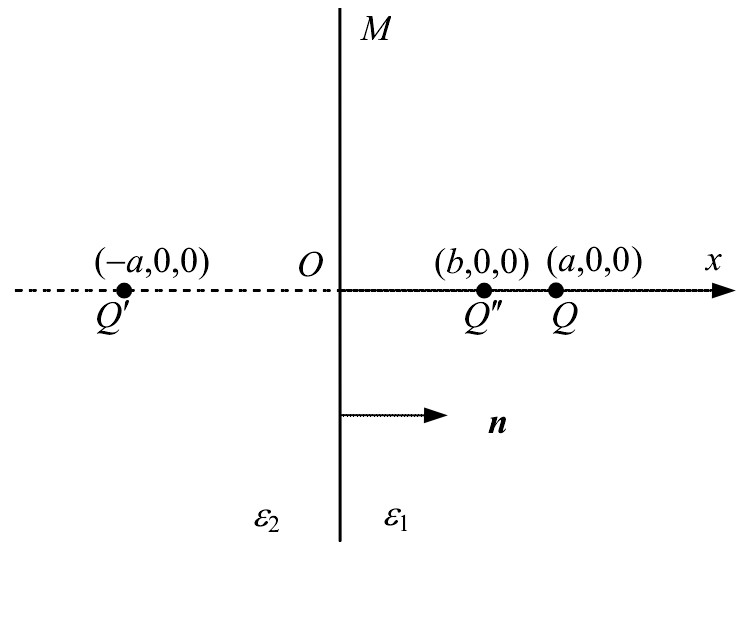 M
(−a,0,0) O (b,0,0) (a,0,0) x
Q′ Q″ Q
n
ε₂ ε₁